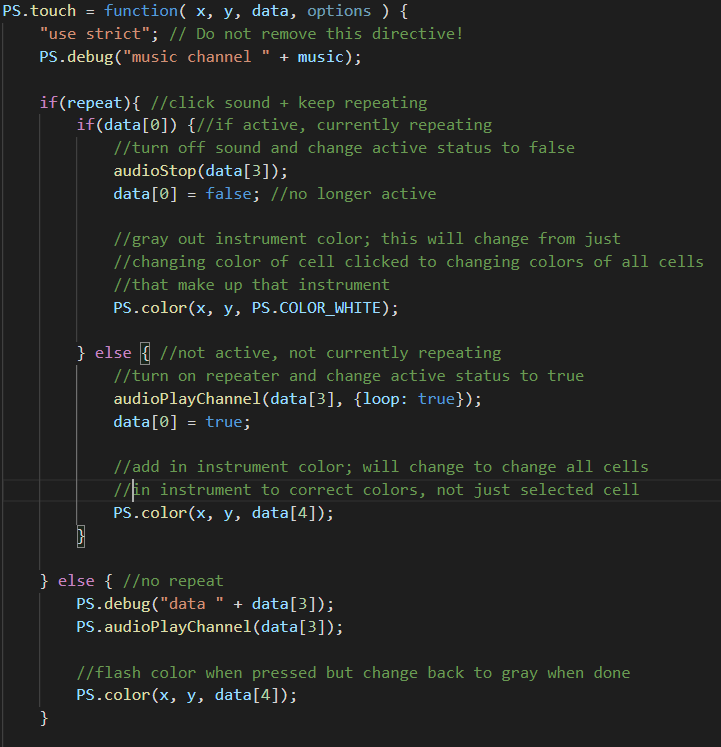 PS.touch = function( x, y, data, options ) {
    "use strict"; // Do not remove this directive!
    PS.debug("music channel " + music);
    if(repeat){ //click sound + keep repeating
        if(data[0]) {//if active, currently repeating
            //turn off sound and change active status to false
            audioStop(data[3]);
            data[0] = false; //no longer active
            //gray out instrument color; this will change from just
            //changing color of cell clicked to changing colors of all cells
            //that make up that instrument
            PS.color(x, y, PS.COLOR_WHITE);
        } else { //not active, not currently repeating
            //turn on repeater and change active status to true
            audioPlayChannel(data[3], {loop: true});
            data[0] = true;
            //add in instrument color; will change to change all cells
            //in instrument to correct colors, not just selected cell
            PS.color(x, y, data[4]);
        }
    } else { //no repeat
        PS.debug("data " + data[3]);
        PS.audioPlayChannel(data[3]);
        //flash color when pressed but change back to gray when done
        PS.color(x, y, data[4]);
    }